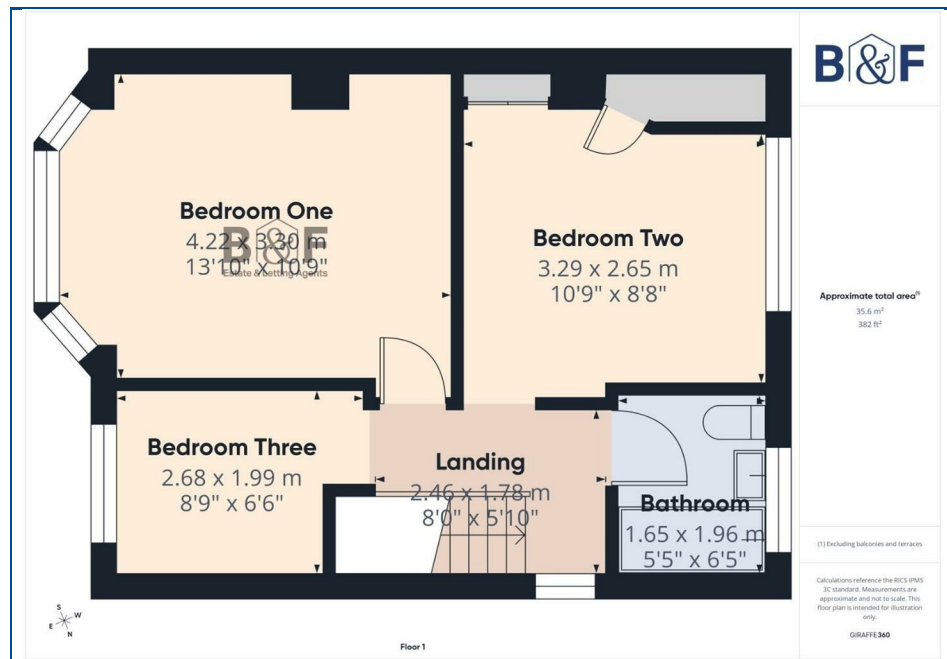 B&F
Bedroom One
4.22 x 3.30 m
13'10" x 10'9"
B&F
Estate & Letting Agents
Bedroom Two
3.29 x 2.65 m
10'9" x 8'8"
Approximate total area⁽¹⁾
35.6 m²
382 ft²
Bedroom Three
2.68 x 1.99 m
8'9" x 6'6"
Landing
2.46 x 1.78 m
8'0" x 5'10"
Bathroom
1.65 x 1.96 m
5'5" x 6'5"
(1) Excluding balconies and terraces
Calculations reference the RICS IPMS
3C standard. Measurements are
approximate and not to scale. This
floor plan is intended for illustration
only.
GIRAFFE360
S
W
E
N
Floor 1